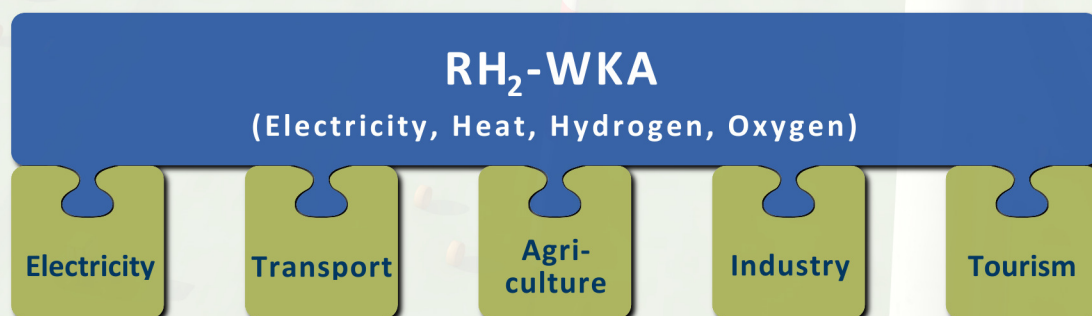 RH₂-WKA
(Electricity, Heat, Hydrogen, Oxygen)
Electricity
Transport
Agri-
culture
Industry
Tourism